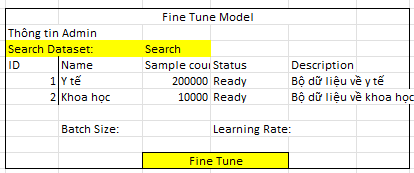 Fine Tune Model
Thông tin Admin
Search Dataset: Search
ID Name Sample cou Status Description
1 Y tế 200000 Ready Bộ dữ liệu về y tế
2 Khoa học 10000 Ready Bộ dữ liệu về khoa học
Batch Size: Learning Rate:
Fine Tune